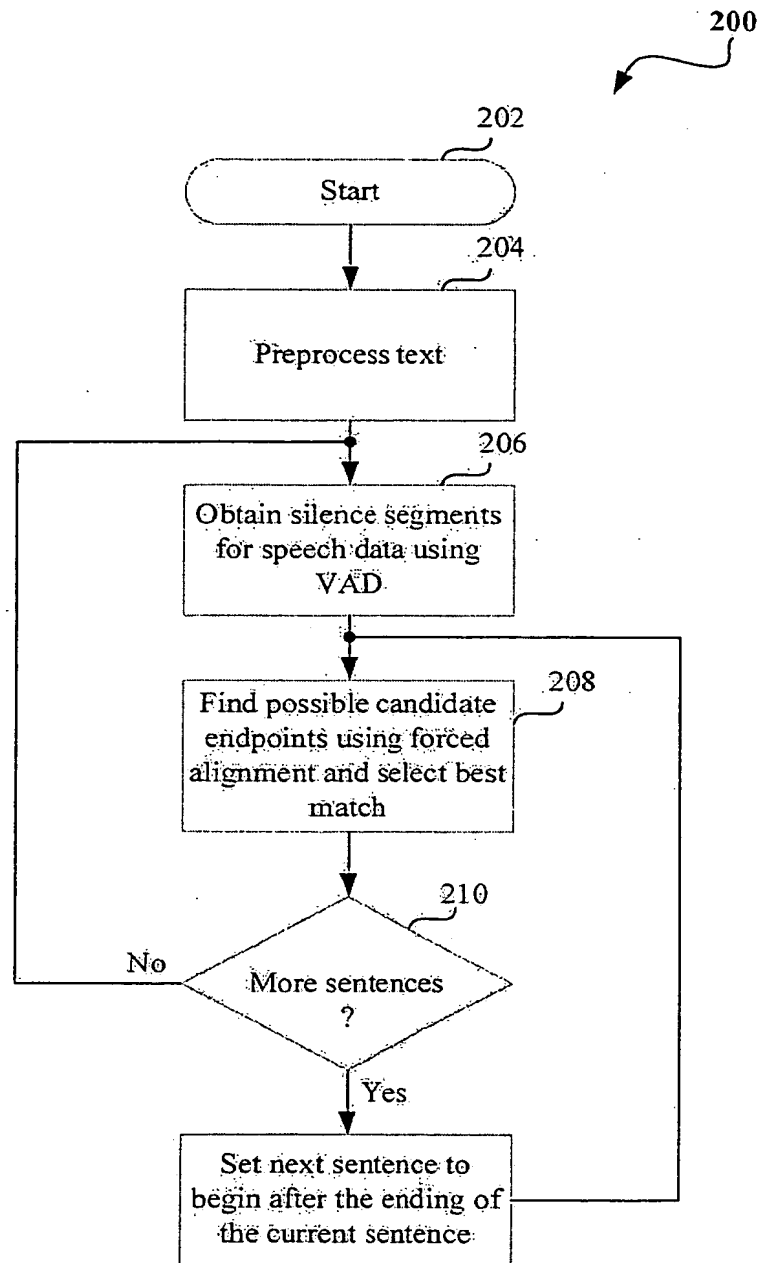 200
202
Start
204
Preprocess text
206
Obtain silence segments
for speech data using
VAD
208
Find possible candidate
endpoints using forced
alignment and select best
match
210
No
More sentences
?
Yes
Set next sentence to
begin after the ending of
the current sentence